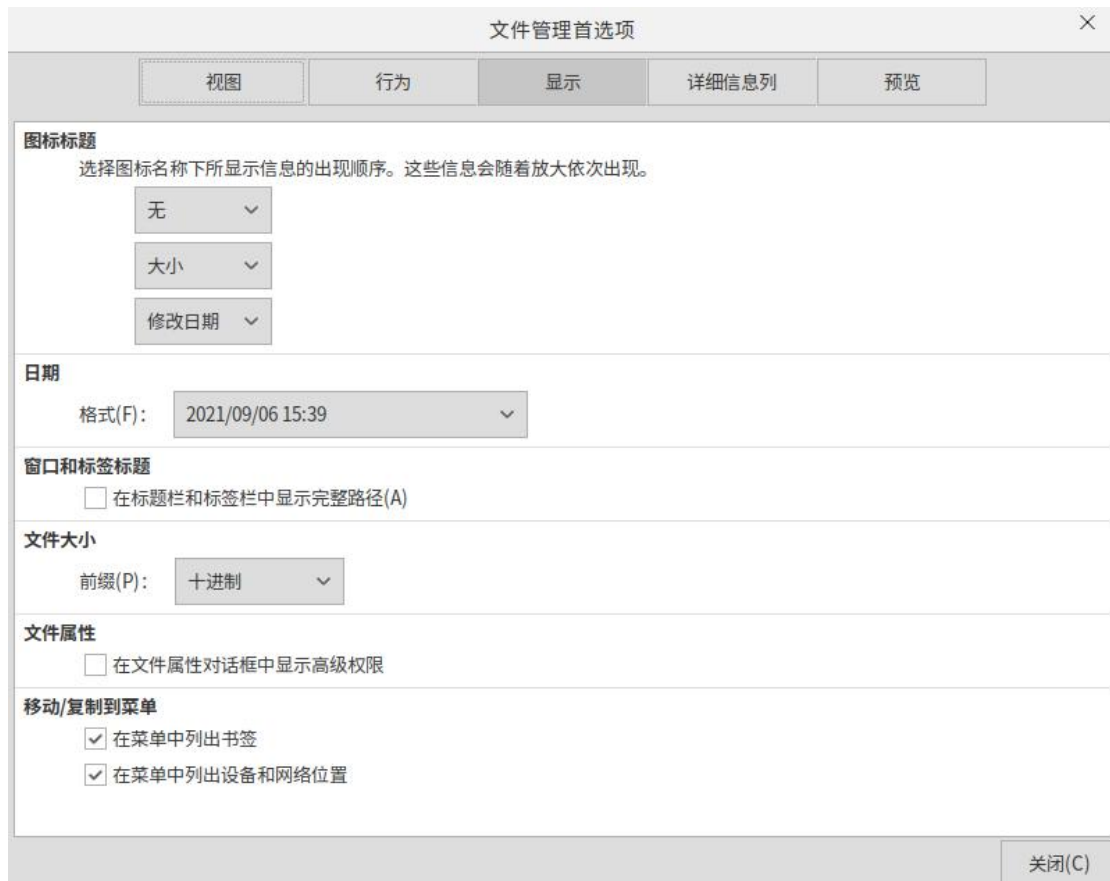 文件管理首选项
视图 行为 显示 详细信息列 预览
图标标题
选择图标名称下所显示信息的出现顺序。这些信息会随着放大依次出现。
无
大小
修改日期
日期
格式(F): 2021/09/06 15:39
窗口和标签标题
在标题栏和标签栏中显示完整路径(A)
文件大小
前缀(P): 十进制
文件属性
在文件属性对话框中显示高级权限
移动/复制到菜单
在菜单中列出书签
在菜单中列出设备和网络位置
关闭(C)